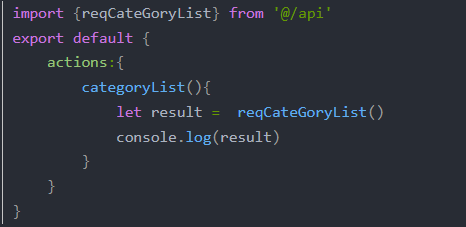 import {reqCateGoryList} from '@/api'
export default {
    actions:{
        categoryList(){
            let result =  reqCateGoryList()
            console.log(result)
        }
    }
}